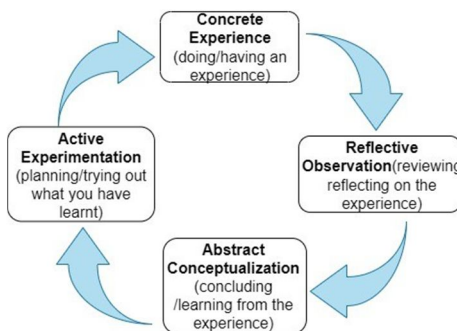 Concrete
Experience
(doing/having an
experience)
Reflective
Observation(reviewing
reflecting on the
experience)
Abstract
Conceptualization
(concluding
/learning from the
experience)
Active
Experimentation
(planning/trying out
what you have
learnt)